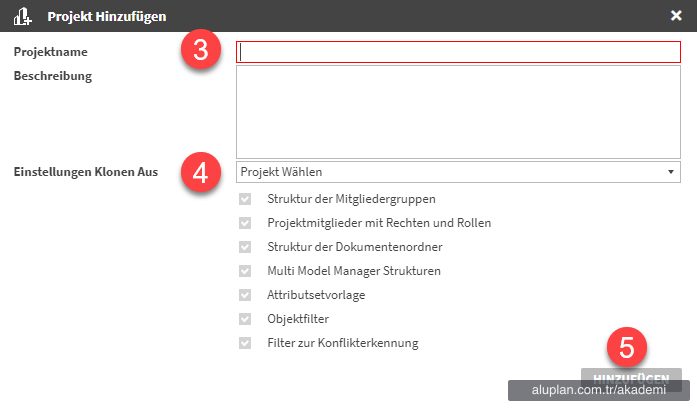 Projekt Hinzufügen
Projektname
3
Beschreibung
Einstellungen Klonen Aus
4
Projekt Wählen
Struktur der Mitgliedergruppen
Projektmitglieder mit Rechten und Rollen
Struktur der Dokumentenordner
Multi Model Manager Strukturen
Attributsetvorlage
Objektfilter
Filter zur Konflikterkennung
5
HINZUFÜGEN
aluplan.com.tr/akademi